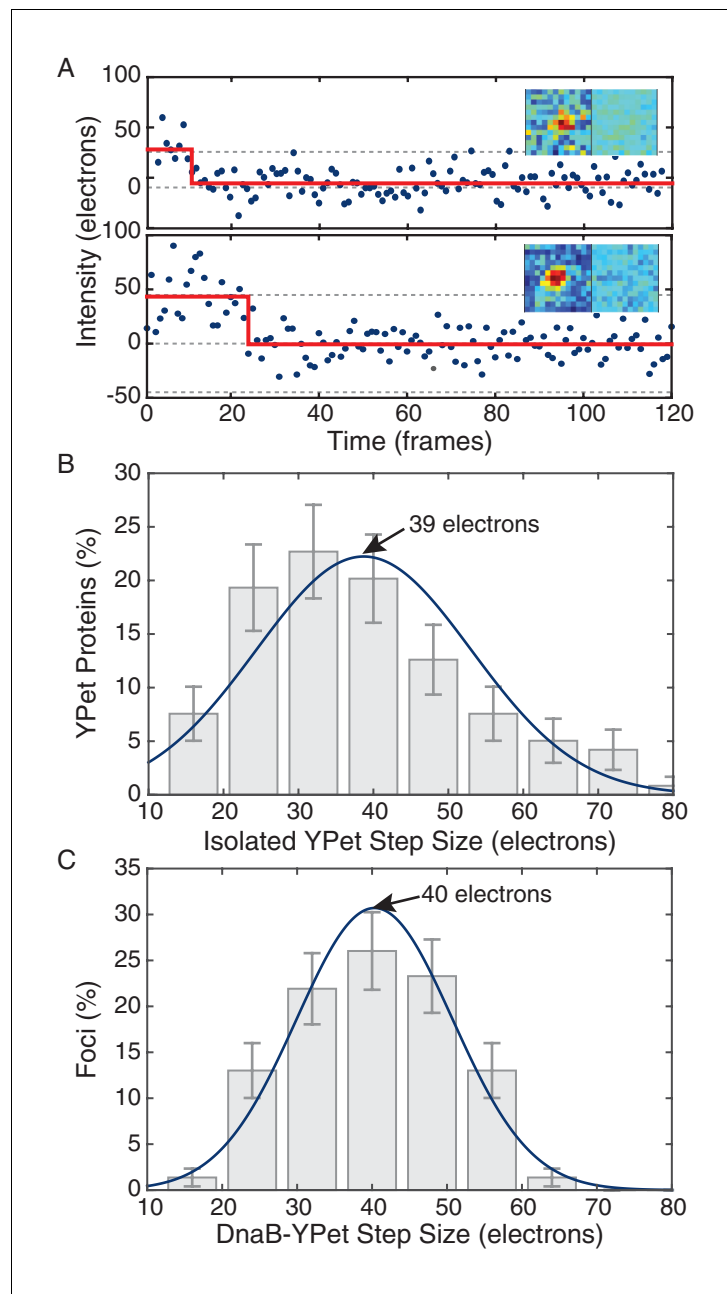 A
100
50
0
100
50
0
-50
Intensity (electrons)
0 20 40 60 80 100 120
Time (frames)
B
30
25
20
15
10
5
0
YPet Proteins (%)
39 electrons
10 20 30 40 50 60 70 80
Isolated YPet Step Size (electrons)
C
35
30
25
20
15
10
5
0
Foci (%)
40 electrons
10 20 30 40 50 60 70 80
DnaB-YPet Step Size (electrons)